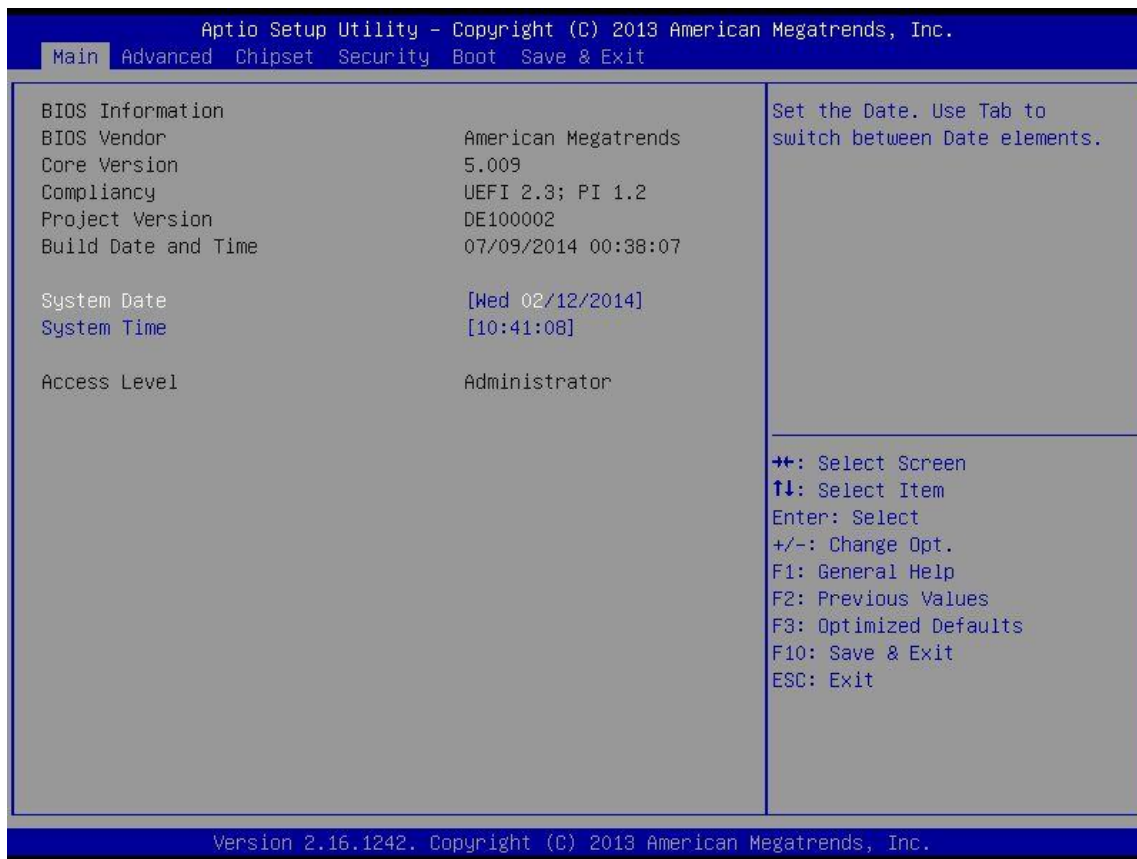 Aptio Setup Utility – Copyright (C) 2013 American Megatrends, Inc.
Main Advanced Chipset Security Boot Save & Exit
BIOS Information
BIOS Vendor American Megatrends
Core Version 5.009
Compliancy UEFI 2.3; PI 1.2
Project Version DE100002
Build Date and Time 07/09/2014 00:38:07
System Date [Wed 02/12/2014]
System Time [10:41:08]
Access Level Administrator
Set the Date. Use Tab to
switch between Date elements.
→←: Select Screen
↑↓: Select Item
Enter: Select
+/-: Change Opt.
F1: General Help
F2: Previous Values
F3: Optimized Defaults
F10: Save & Exit
ESC: Exit
Version 2.16.1242. Copyright (C) 2013 American Megatrends, Inc.